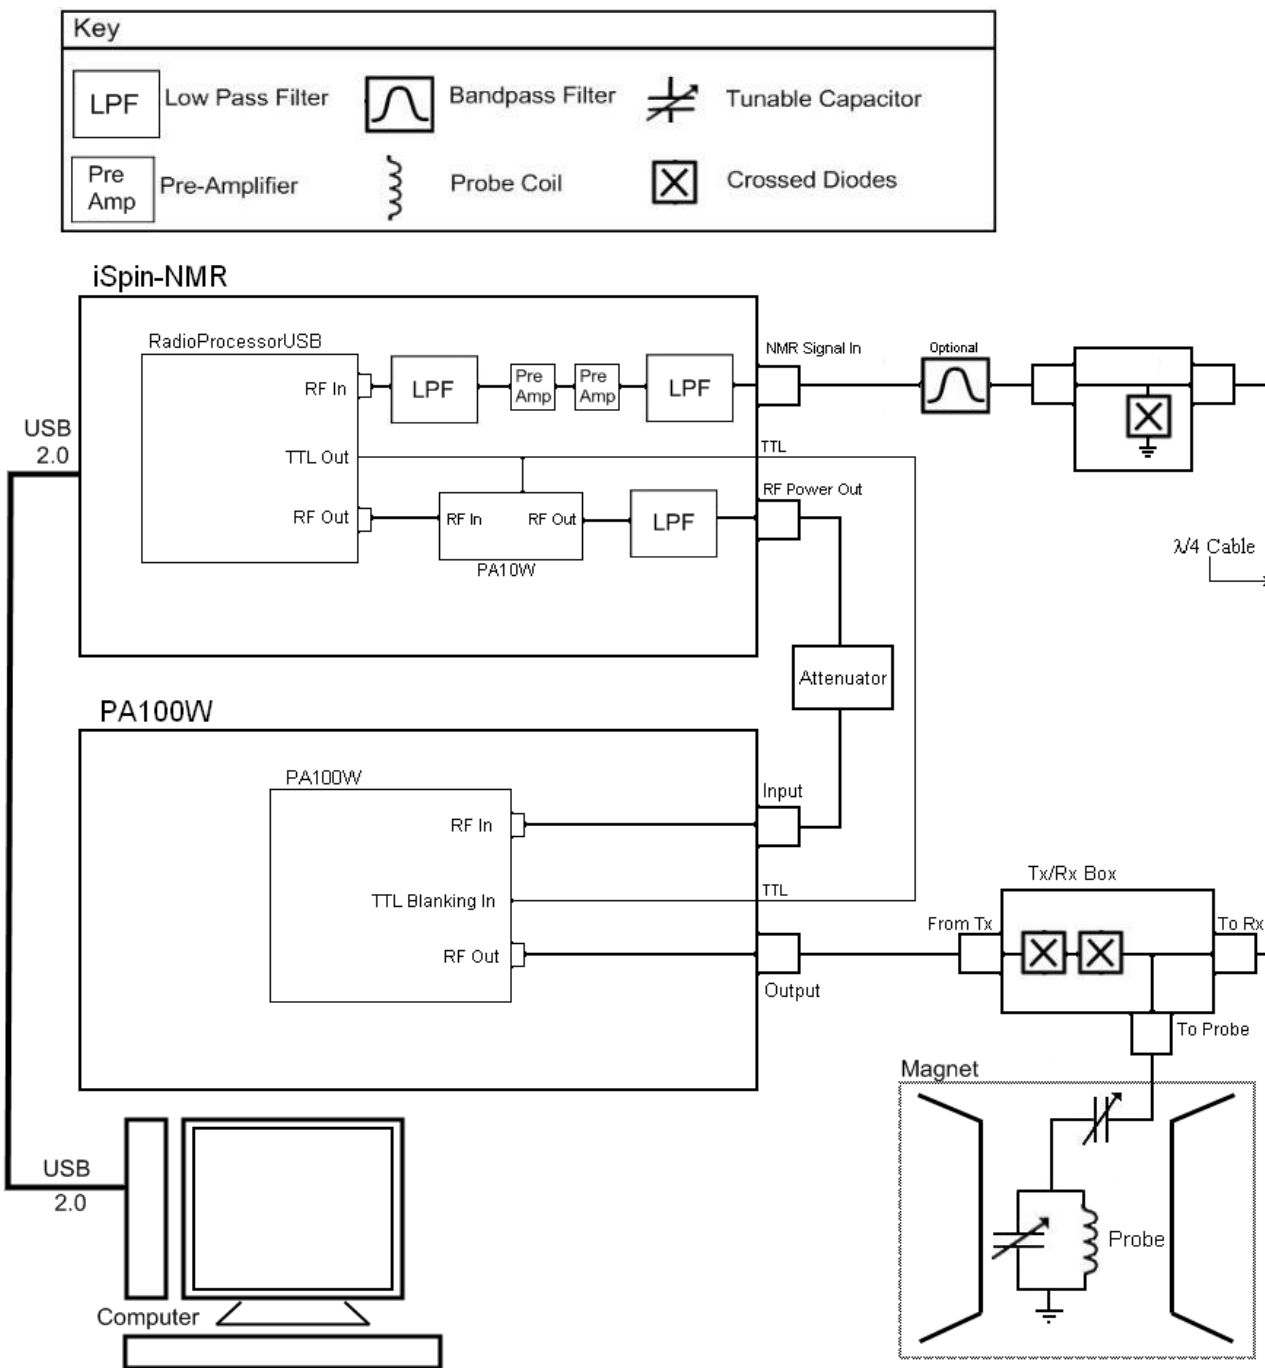 Key
LPF
Low Pass Filter
Bandpass Filter
Tunable Capacitor
Pre
Amp
Pre-Amplifier
Probe Coil
Crossed Diodes
iSpin-NMR
RadioProcessorUSB
RF In
LPF
Pre
Amp
Pre
Amp
LPF
NMR Signal In
Optional
USB
2.0
TTL Out
TTL
RF Out
RF In
RF Out
LPF
RF Power Out
PA10W
λ/4 Cable
Attenuator
PA100W
PA100W
Input
RF In
TTL Blanking In
TTL
RF Out
Output
Tx/Rx Box
From Tx
To Rx
To Probe
Magnet
Probe
USB
2.0
Computer